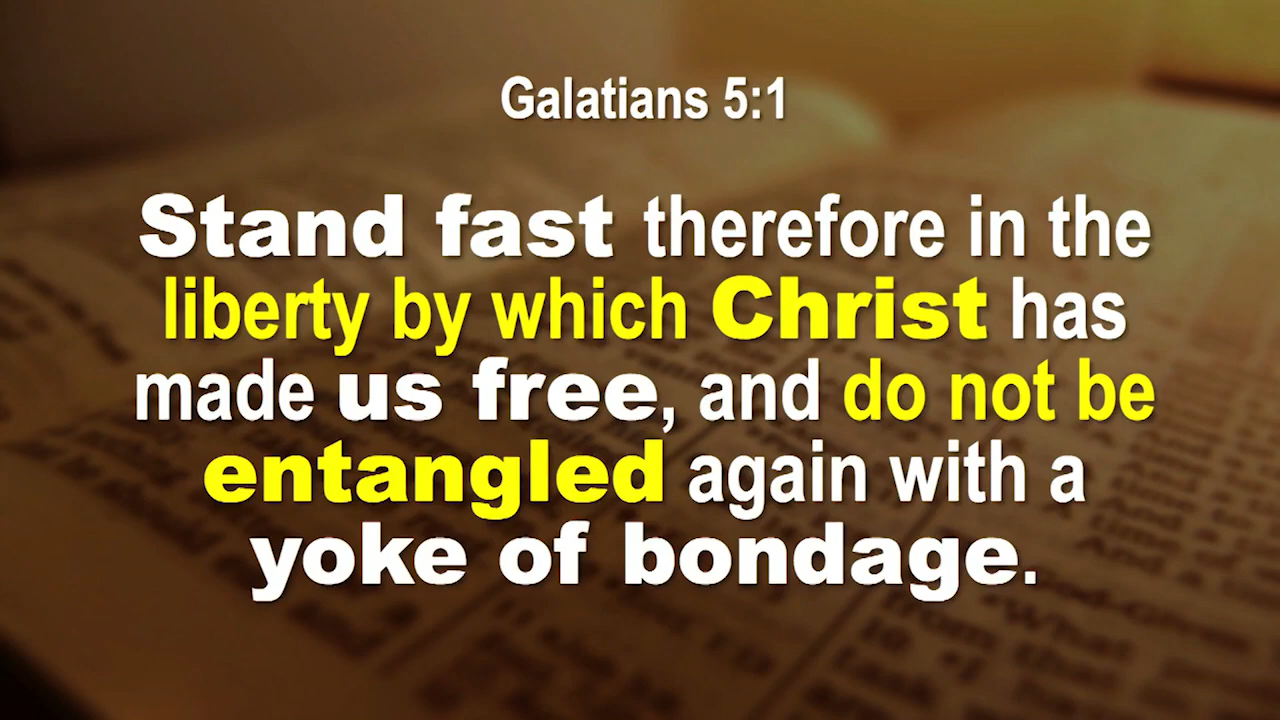 Galatians 5:1
Stand fast therefore in the
liberty by which Christ has
made us free, and do not be
entangled again with a
yoke of bondage.